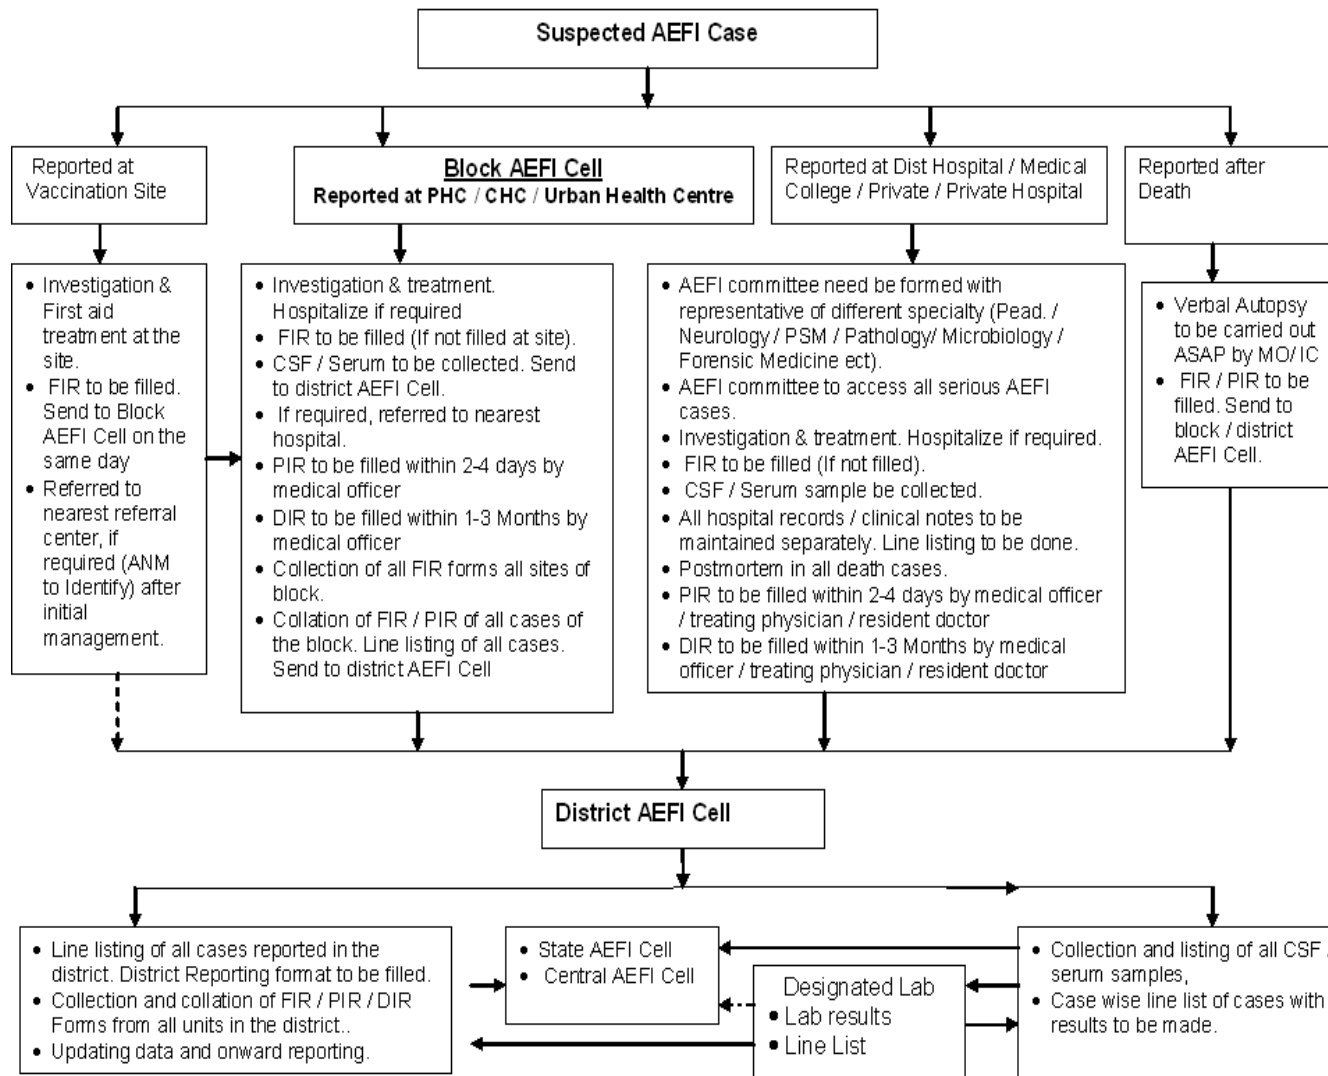 Suspected AEFI Case
Reported at
Vaccination Site
Block AEFI Cell
Reported at PHC / CHC / Urban Health Centre
Reported at Dist Hospital / Medical
College / Private / Private Hospital
Reported after
Death
• Investigation &
First aid
treatment at the
site.
• FIR to be filled.
Send to Block
AEFI Cell on the
same day
• Referred to
nearest referral
center, if
required (ANM
to Identify) after
initial
management.
• Investigation & treatment.
Hospitalize if required
• FIR to be filled (If not filled at site).
• CSF / Serum to be collected. Send
to district AEFI Cell.
• If required, referred to nearest
hospital.
• PIR to be filled within 2-4 days by
medical officer
• DIR to be filled within 1-3 Months by
medical officer
• Collection of all FIR forms all sites of
block.
• Collation of FIR / PIR of all cases of
the block. Line listing of all cases.
Send to district AEFI Cell
• AEFI committee need be formed with
representative of different specialty (Pead. /
Neurology / PSM / Pathology/ Microbiology /
Forensic Medicine ect).
• AEFI committee to access all serious AEFI
cases.
• Investigation & treatment. Hospitalize if required.
• FIR to be filled (If not filled).
• CSF / Serum sample be collected.
• All hospital records / clinical notes to be
maintained separately. Line listing to be done.
• Postmortem in all death cases.
• PIR to be filled within 2-4 days by medical officer
/ treating physician / resident doctor
• DIR to be filled within 1-3 Months by medical
officer / treating physician / resident doctor
• Verbal Autopsy
to be carried out
ASAP by MO/ IC
• FIR / PIR to be
filled. Send to
block / district
AEFI Cell.
District AEFI Cell
• Line listing of all cases reported in the
district. District Reporting format to be filled.
• Collection and collation of FIR / PIR / DIR
Forms from all units in the district..
• Updating data and onward reporting.
• State AEFI Cell
• Central AEFI Cell
Designated Lab
• Lab results
• Line List
• Collection and listing of all CSF /
serum samples,
• Case wise line list of cases with
results to be made.